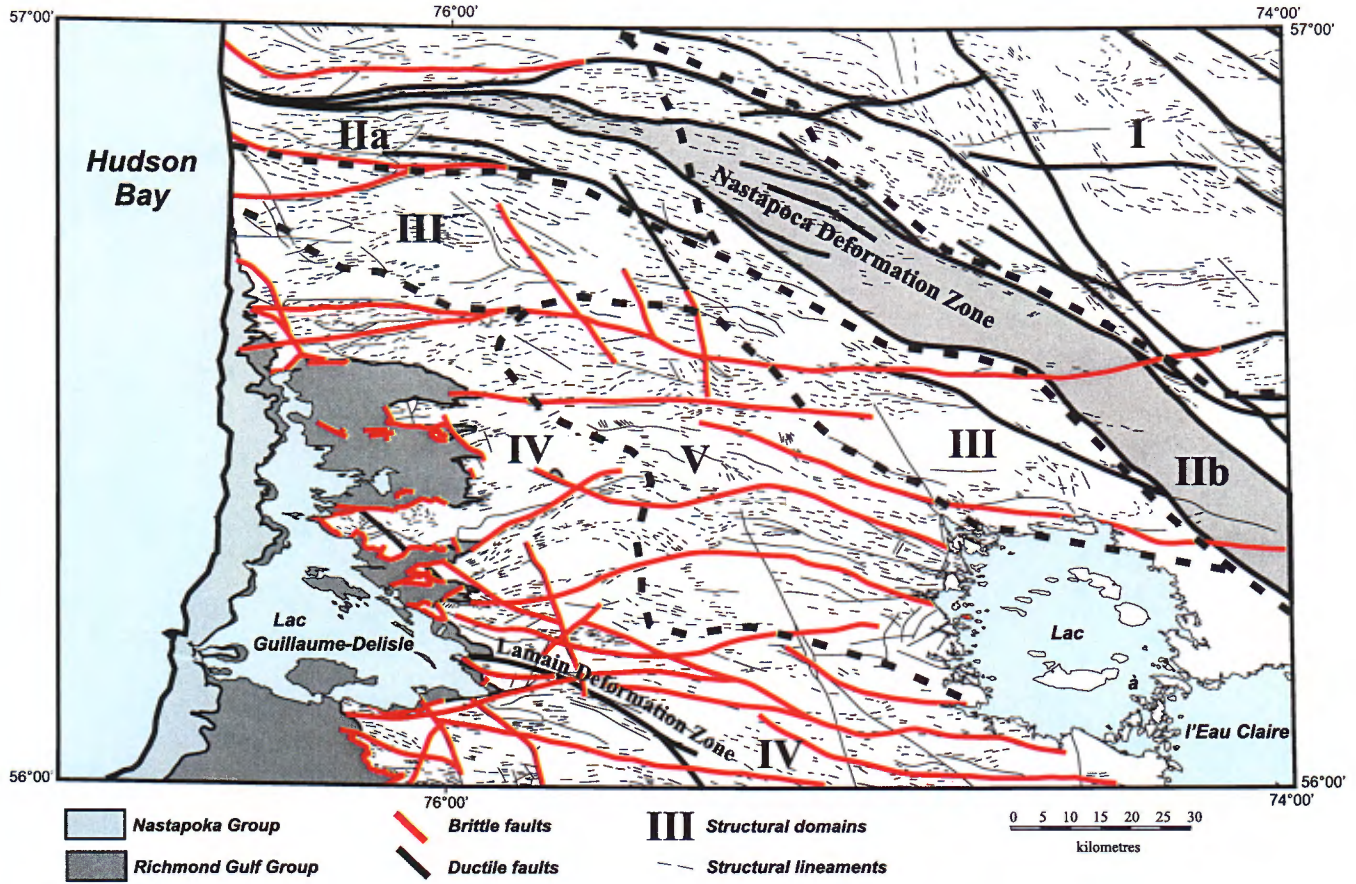 57°00'
76°00'
74°00'
57°00'
I
IIa
Hudson
Bay
Nastapoca Deformation Zone
III
IV
V
III
IIb
Lac
Guillaume-Delisle
Lamain Deformation Zone
Lac
à
l'Eau Claire
IV
56°00'
76°00'
74°00'
56°00'
Nastapoka Group
Brittle faults
III Structural domains
0 5 10 15 20 25 30
kilometres
Richmond Gulf Group
Ductile faults
Structural lineaments